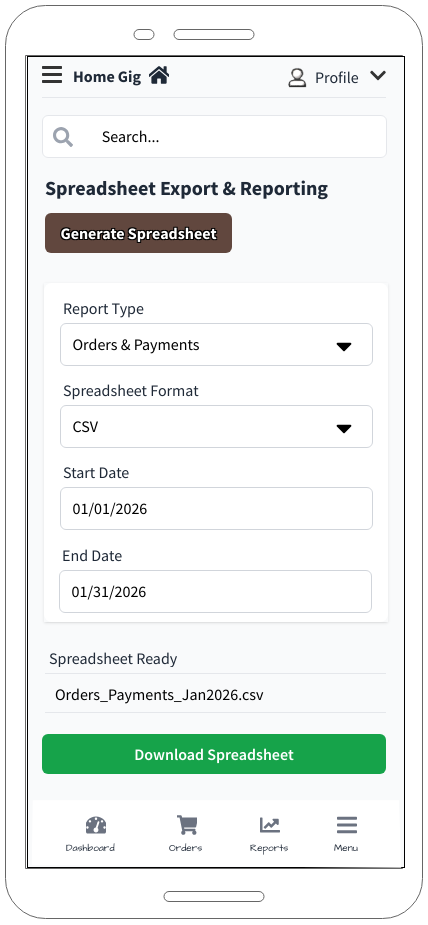 Home Gig
Profile
Search...
Spreadsheet Export & Reporting
Generate Spreadsheet
Report Type
Orders & Payments
Spreadsheet Format
CSV
Start Date
01/01/2026
End Date
01/31/2026
Spreadsheet Ready
Orders_Payments_Jan2026.csv
Download Spreadsheet
Dashboard Orders Reports Menu